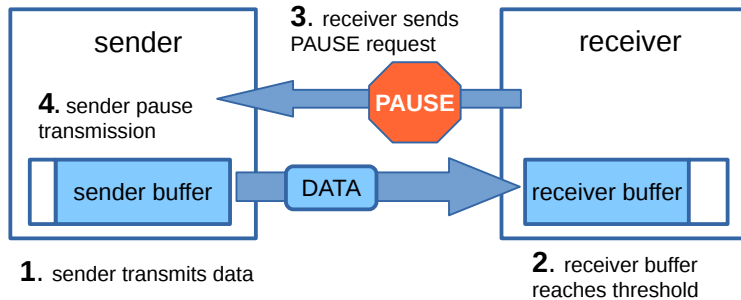 sender
3. receiver sends
PAUSE request
receiver
4. sender pause
transmission
PAUSE
sender buffer
DATA
receiver buffer
1. sender transmits data
2. receiver buffer
reaches threshold